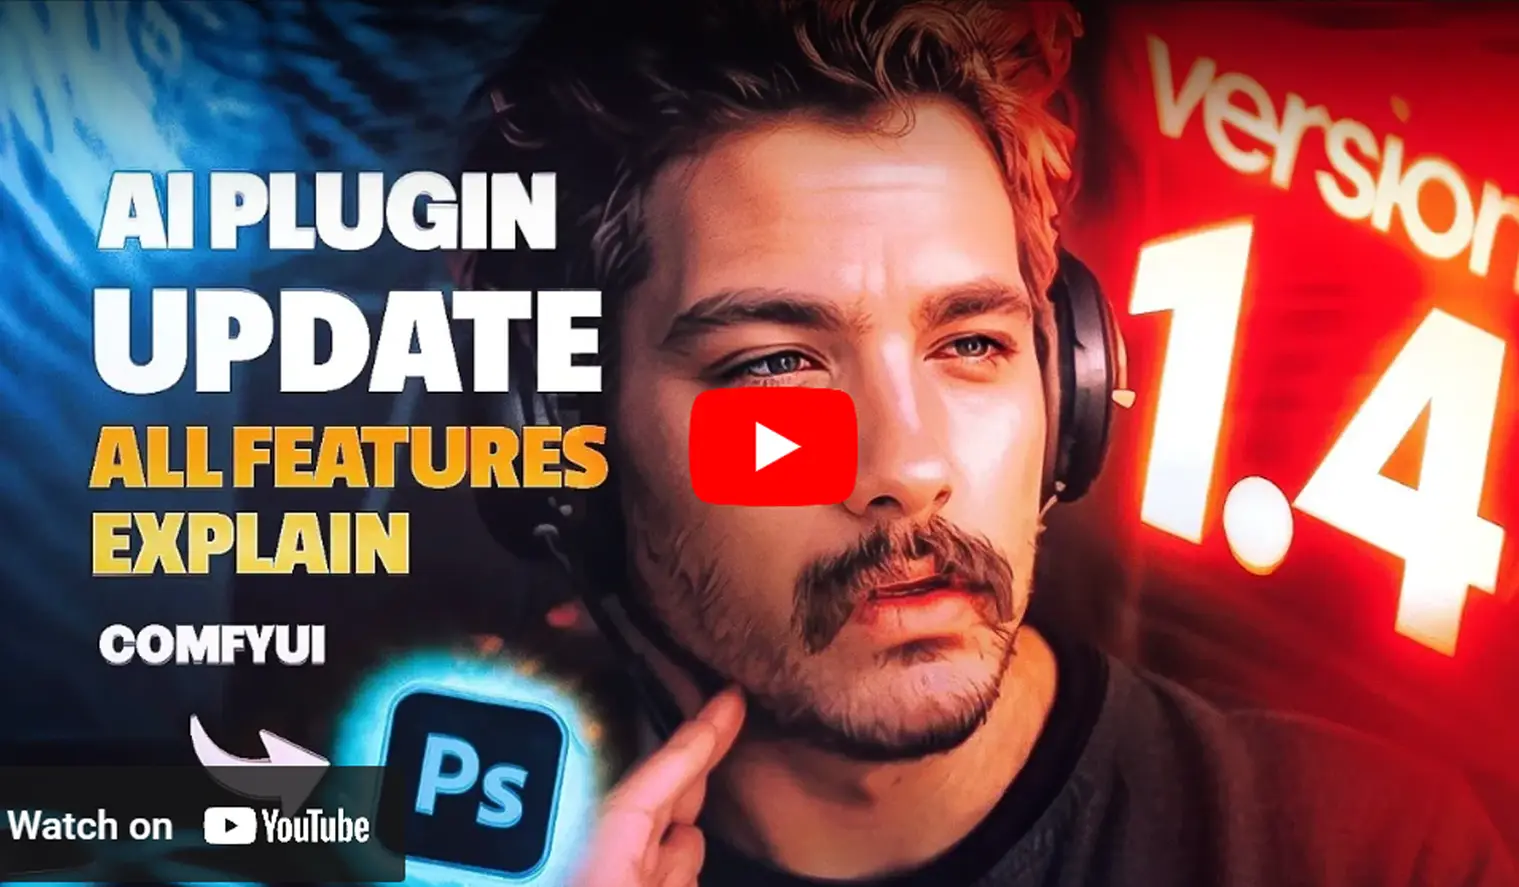 AI PLUGIN
UPDATE
ALL FEATURES
EXPLAIN
COMFYUI
Ps
version
1.4
Watch on YouTube